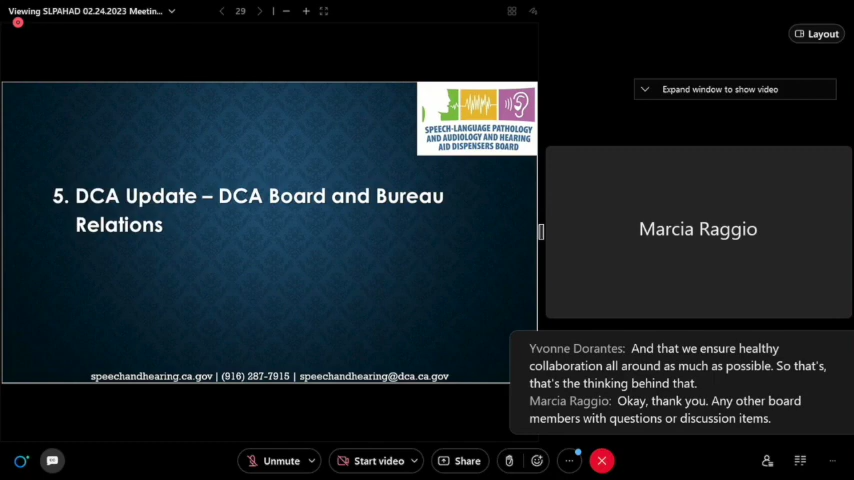 Viewing SLPAHAD 02.24.2023 Meetin...
29
Layout
Expand window to show video
SPEECH-LANGUAGE PATHOLOGY
AND AUDIOLOGY AND HEARING
AID DISPENSERS BOARD
5. DCA Update – DCA Board and Bureau
Relations
Marcia Raggio
speechandhearing.ca.gov | (916) 287-7915 | speechandhearing@dca.ca.gov
Yvonne Dorantes: And that we ensure healthy
collaboration all around as much as possible. So that's,
that's the thinking behind that.
Marcia Raggio: Okay, thank you. Any other board
members with questions or discussion items.
Unmute
Start video
Share